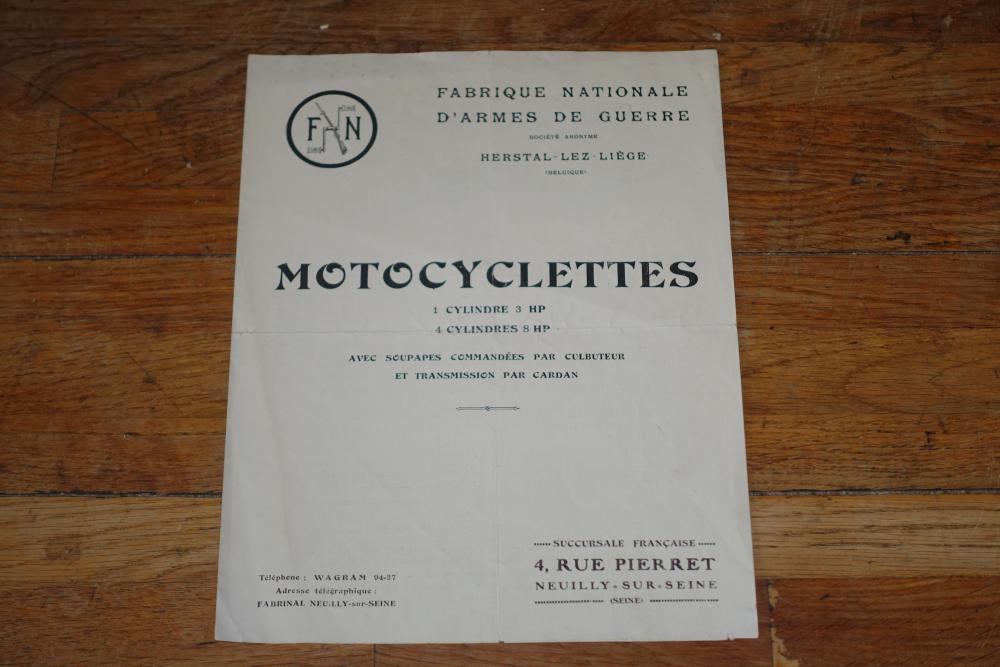 FN
FABRIQUE NATIONALE
D'ARMES DE GUERRE
SOCIÉTÉ ANONYME
HERSTAL-LEZ-LIÈGE
(BELGIQUE)
MOTOCYCLETTES
1 CYLINDRE 3 HP
4 CYLINDRES 8 HP
AVEC SOUPAPES COMMANDÉES PAR CULBUTEUR
ET TRANSMISSION PAR CARDAN
SUCCURSALE FRANÇAISE
4, RUE PIERRET
NEUILLY-SUR-SEINE
(SEINE)
Téléphone : WAGRAM 94-27
Adresse télégraphique :
FABRINAL NEUILLY-sur-SEINE